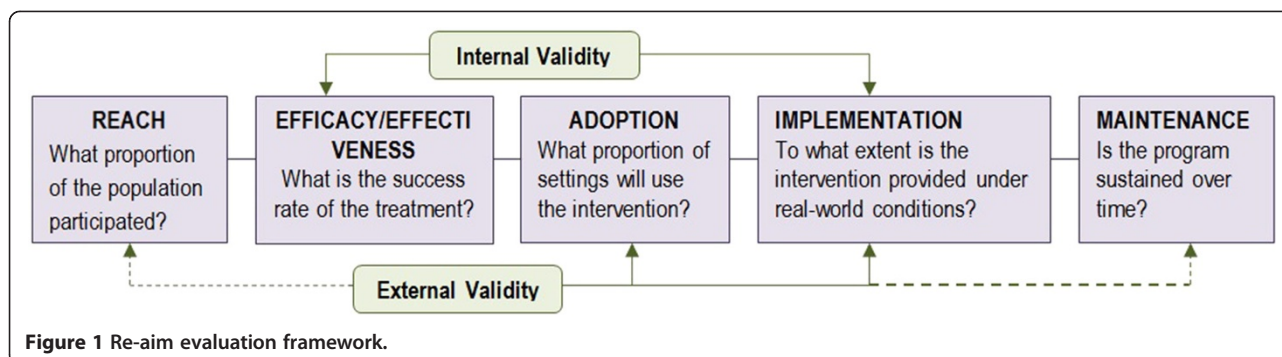 Internal Validity
REACH
What proportion
of the population
participated?
EFFICACY/EFFECTI
VENESS
What is the success
rate of the treatment?
ADOPTION
What proportion of
settings will use
the intervention?
IMPLEMENTATION
To what extent is the
intervention provided under
real-world conditions?
MAINTENANCE
Is the program
sustained over
time?
External Validity
Figure 1 Re-aim evaluation framework.